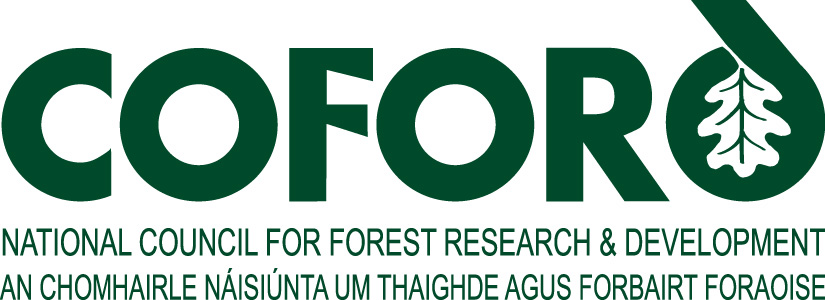 COFORD
NATIONAL COUNCIL FOR FOREST RESEARCH & DEVELOPMENT
AN CHOMHAIRLE NÁISIÚNTA UM THAIGHDE AGUS FORBAIRT FORAOISE